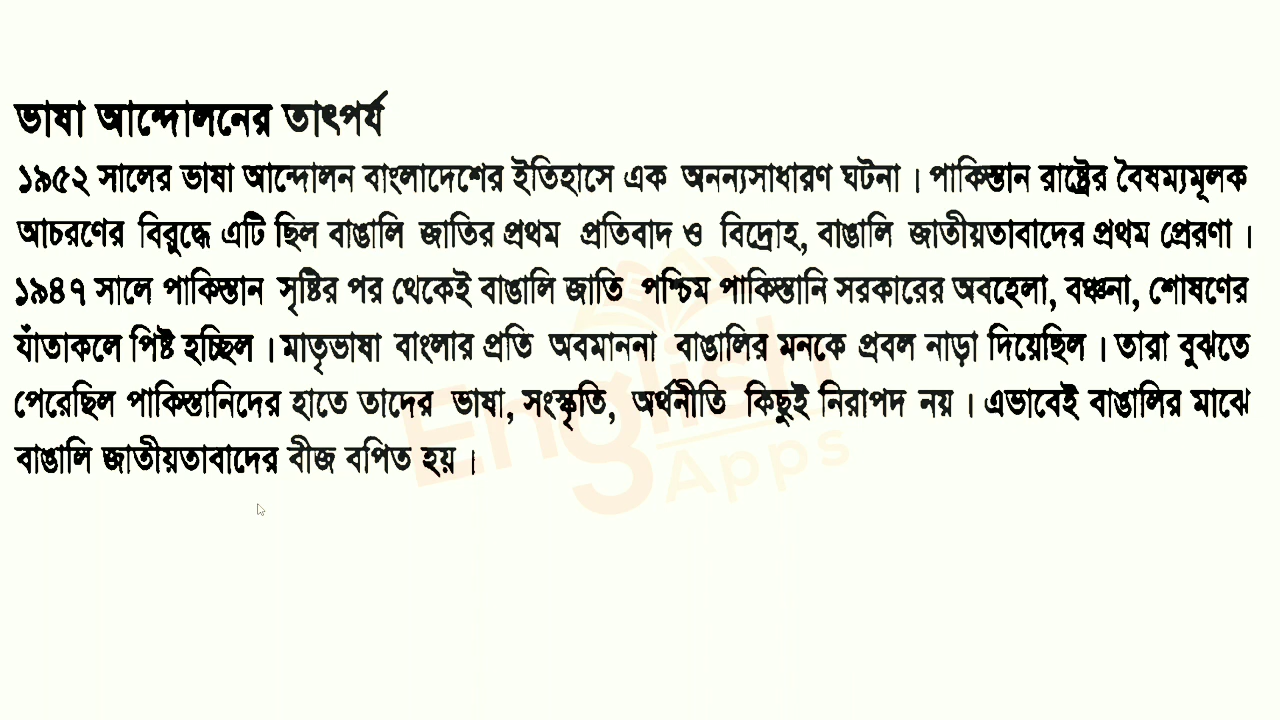 ভাষা আন্দোলনের তাৎপর্য
১৯৫২ সালের ভাষা আন্দোলন বাংলাদেশের ইতিহাসে এক অনন্যসাধারণ ঘটনা। পাকিস্তান রাষ্ট্রের বৈষম্যমূলক
আচরণের বিরুদ্ধে এটি ছিল বাঙালি জাতির প্রথম প্রতিবাদ ও বিদ্রোহ, বাঙালি জাতীয়তাবাদের প্রথম প্রেরণা।
১৯৪৭ সালে পাকিস্তান সৃষ্টির পর থেকেই বাঙালি জাতি পশ্চিম পাকিস্তানি সরকারের অবহেলা, বঞ্চনা, শোষণের
যাঁতাকলে পিষ্ট হচ্ছিল। মাতৃভাষা বাংলার প্রতি অবমাননা বাঙালির মনকে প্রবল নাড়া দিয়েছিল। তারা বুঝতে
পেরেছিল পাকিস্তানিদের হাতে তাদের ভাষা, সংস্কৃতি, অর্থনীতি কিছুই নিরাপদ নয়। এভাবেই বাঙালির মাঝে
বাঙালি জাতীয়তাবাদের বীজ বপিত হয়।
English
Apps